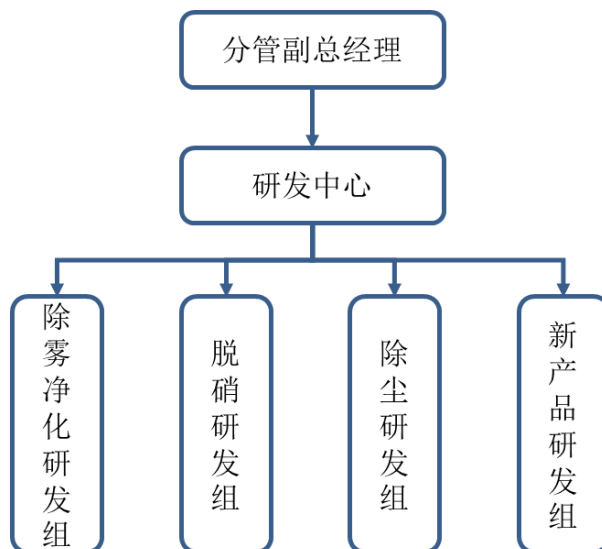 分管副总经理
研发中心
除雾净化研发组
脱硝研发组
除尘研发组
新产品研发组